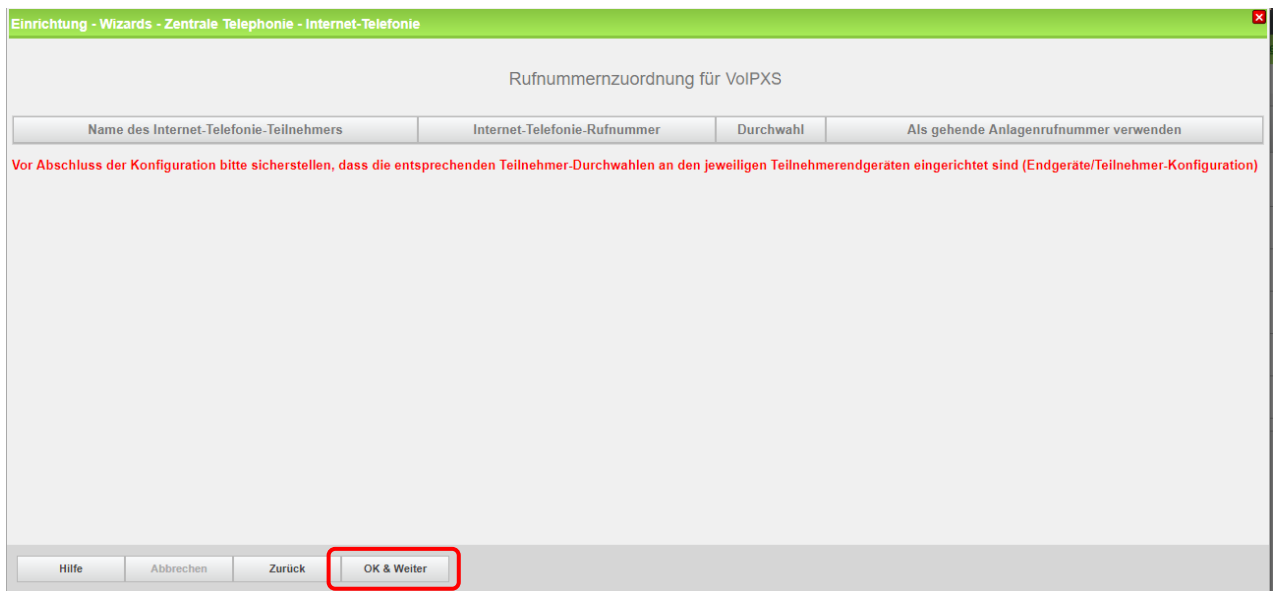 Einrichtung - Wizards - Zentrale Telephonie - Internet-Telefonie
Rufnummernzuordnung für VoIPXS
Name des Internet-Telefonie-Teilnehmers Internet-Telefonie-Rufnummer Durchwahl Als gehende Anlagenrufnummer verwenden
Vor Abschluss der Konfiguration bitte sicherstellen, dass die entsprechenden Teilnehmer-Durchwahlen an den jeweiligen Teilnehmerendgeräten eingerichtet sind (Endgeräte/Teilnehmer-Konfiguration)
Hilfe Abbrechen Zurück OK & Weiter